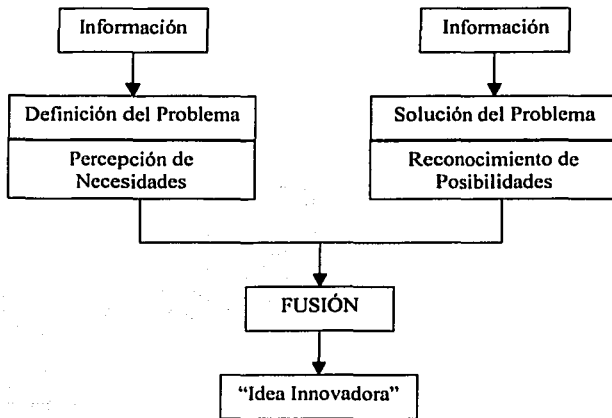 Información
Información
Definición del Problema
Solución del Problema
Percepción de
Necesidades
Reconocimiento de
Posibilidades
FUSIÓN
“Idea Innovadora”